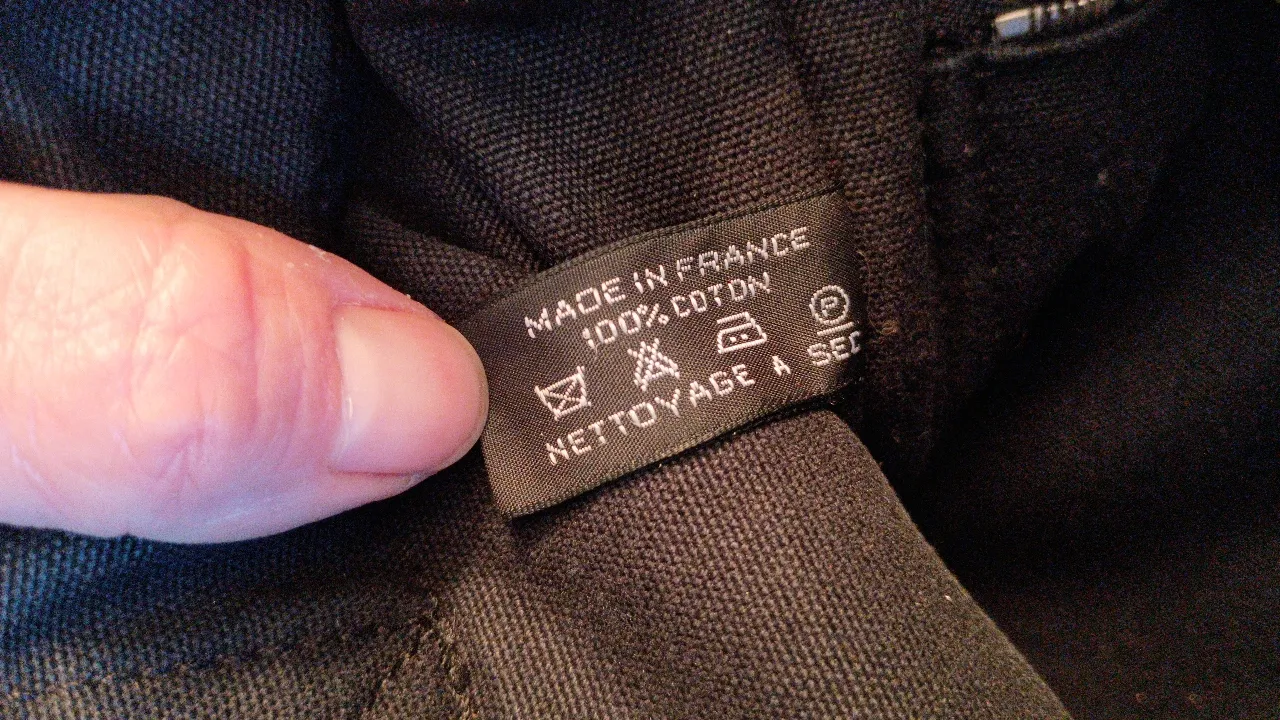 MADE IN FRANCE
100% COTON
P
NETTOYAGE A SEC